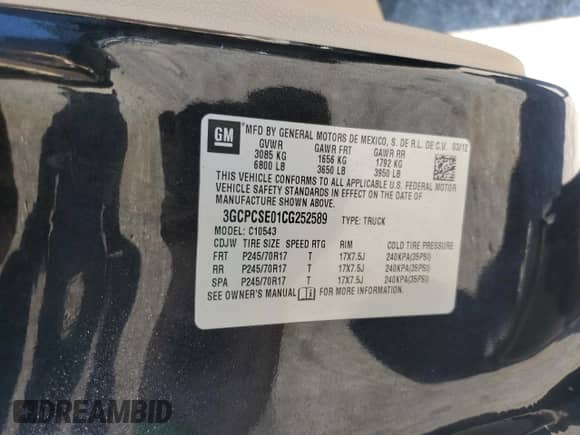 GM
MFD BY GENERAL MOTORS DE MEXICO, S. DE R.L. DE C.V. 03/12
GVWR GAWR FRT GAWR RR
3085 KG 1656 KG 1792 KG
6800 LB 3650 LB 3950 LB
THIS VEHICLE CONFORMS TO ALL APPLICABLE U.S. FEDERAL MOTOR
VEHICLE SAFETY STANDARDS IN EFFECT ON THE DATE OF
MANUFACTURE SHOWN ABOVE.
3GCPCSE01CG252589 TYPE: TRUCK
MODEL: C10543
CDJW TIRE SIZE SPEED RTG RIM COLD TIRE PRESSURE
FRT P245/70R17 T 17X7.5J 240KPA(35PSI)
RR P245/70R17 T 17X7.5J 240KPA(35PSI)
SPA P245/70R17 T 17X7.5J 240KPA(35PSI)
SEE OWNER'S MANUAL FOR MORE INFORMATION.
DREAMBID